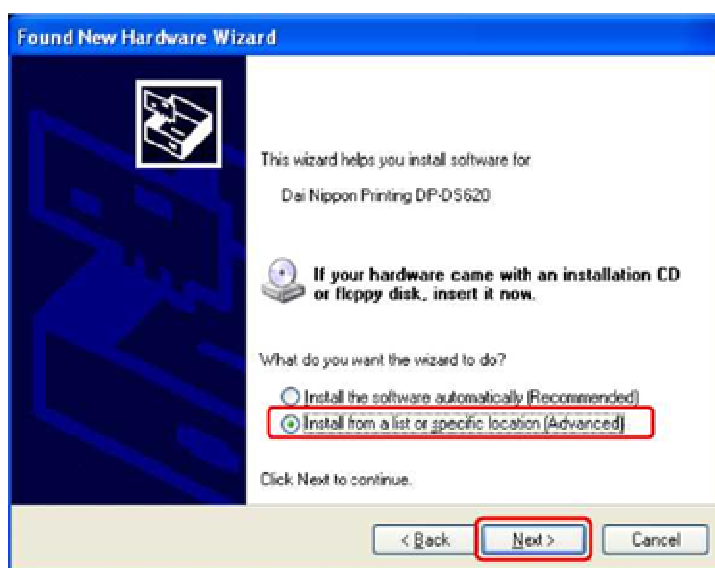 Found New Hardware Wizard
This wizard helps you install software for
Dai Nippon Printing DP-DS620
If your hardware came with an installation CD
or floppy disk, insert it now.
What do you want the wizard to do?
Install the software automatically (Recommended)
Install from a list or specific location (Advanced)
Click Next to continue.
< Back
Next >
Cancel